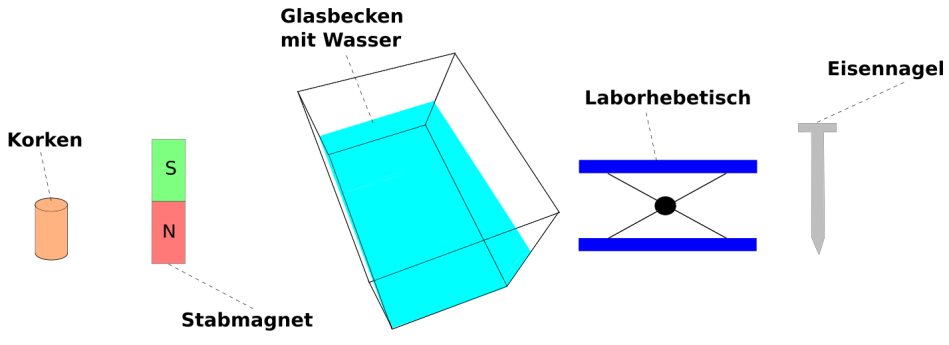 Glasbecken
mit Wasser
Eisennagel
Laborhebetisch
Korken
S
N
Stabmagnet